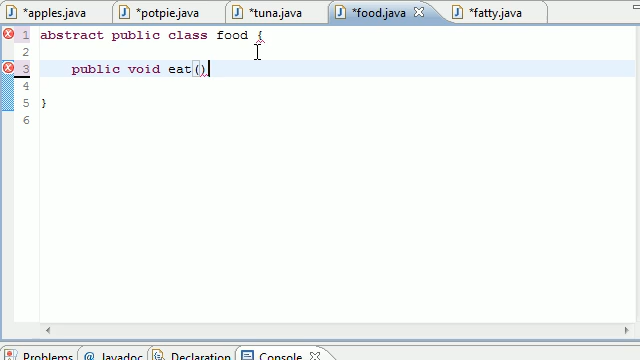 *apples.java *potpie.java *tuna.java *food.java *fatty.java
1 abstract public class food {
2
3 public void eat()
4
5 }
6
Problems @ Javadoc Declaration Console